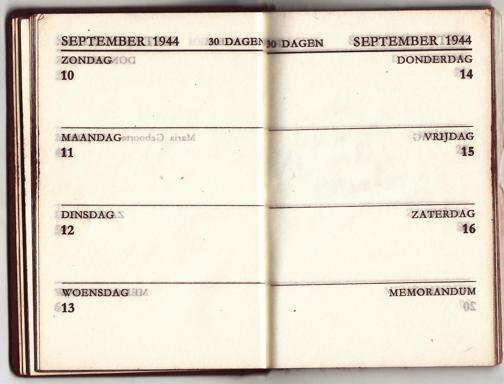 SEPTEMBER 1944 30 DAGEN
ZONDAG
10
MAANDAG
11
DINSDAG
12
WOENSDAG
13
30 DAGEN SEPTEMBER 1944
DONDERDAG
14
VRIJDAG
15
ZATERDAG
16
MEMORANDUM